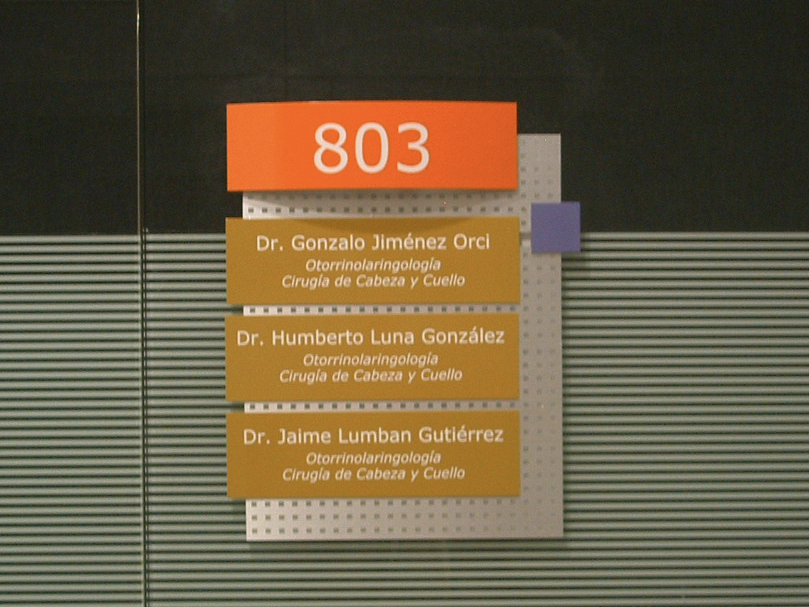 803
Dr. Gonzalo Jiménez Orci
Otorrinolaringología
Cirugía de Cabeza y Cuello
Dr. Humberto Luna González
Otorrinolaringología
Cirugía de Cabeza y Cuello
Dr. Jaime Lumban Gutiérrez
Otorrinolaringología
Cirugía de Cabeza y Cuello